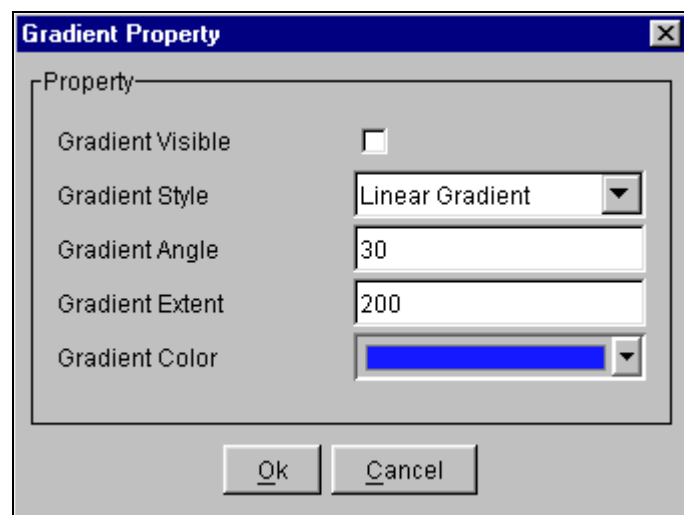 Gradient Property
Property
Gradient Visible
Gradient Style Linear Gradient
Gradient Angle 30
Gradient Extent 200
Gradient Color
Ok Cancel